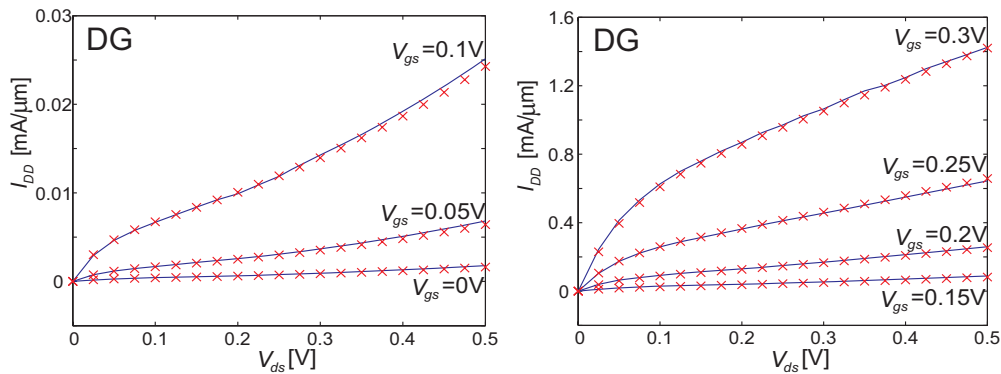 DG
V_gs=0.1V
V_gs=0.05V
V_gs=0V
0.03
0.02
0.01
0
I_DD [mA/μm]
0 0.1 0.2 0.3 0.4 0.5
V_ds [V]
DG
V_gs=0.3V
V_gs=0.25V
V_gs=0.2V
V_gs=0.15V
1.6
1.2
0.8
0.4
0
I_DD [mA/μm]
0 0.1 0.2 0.3 0.4 0.5
V_ds [V]